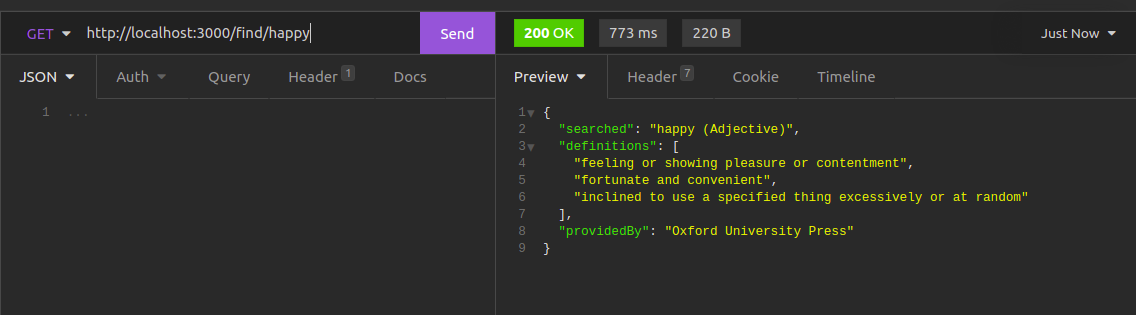 GET http://localhost:3000/find/happy Send 200 OK 773 ms 220 B Just Now
JSON Auth Query Header 1 Docs Preview Header 7 Cookie Timeline
1 ...
1 {
2 "searched": "happy (Adjective)",
3 "definitions": [
4 "feeling or showing pleasure or contentment",
5 "fortunate and convenient",
6 "inclined to use a specified thing excessively or at random"
7 ],
8 "providedBy": "Oxford University Press"
9 }